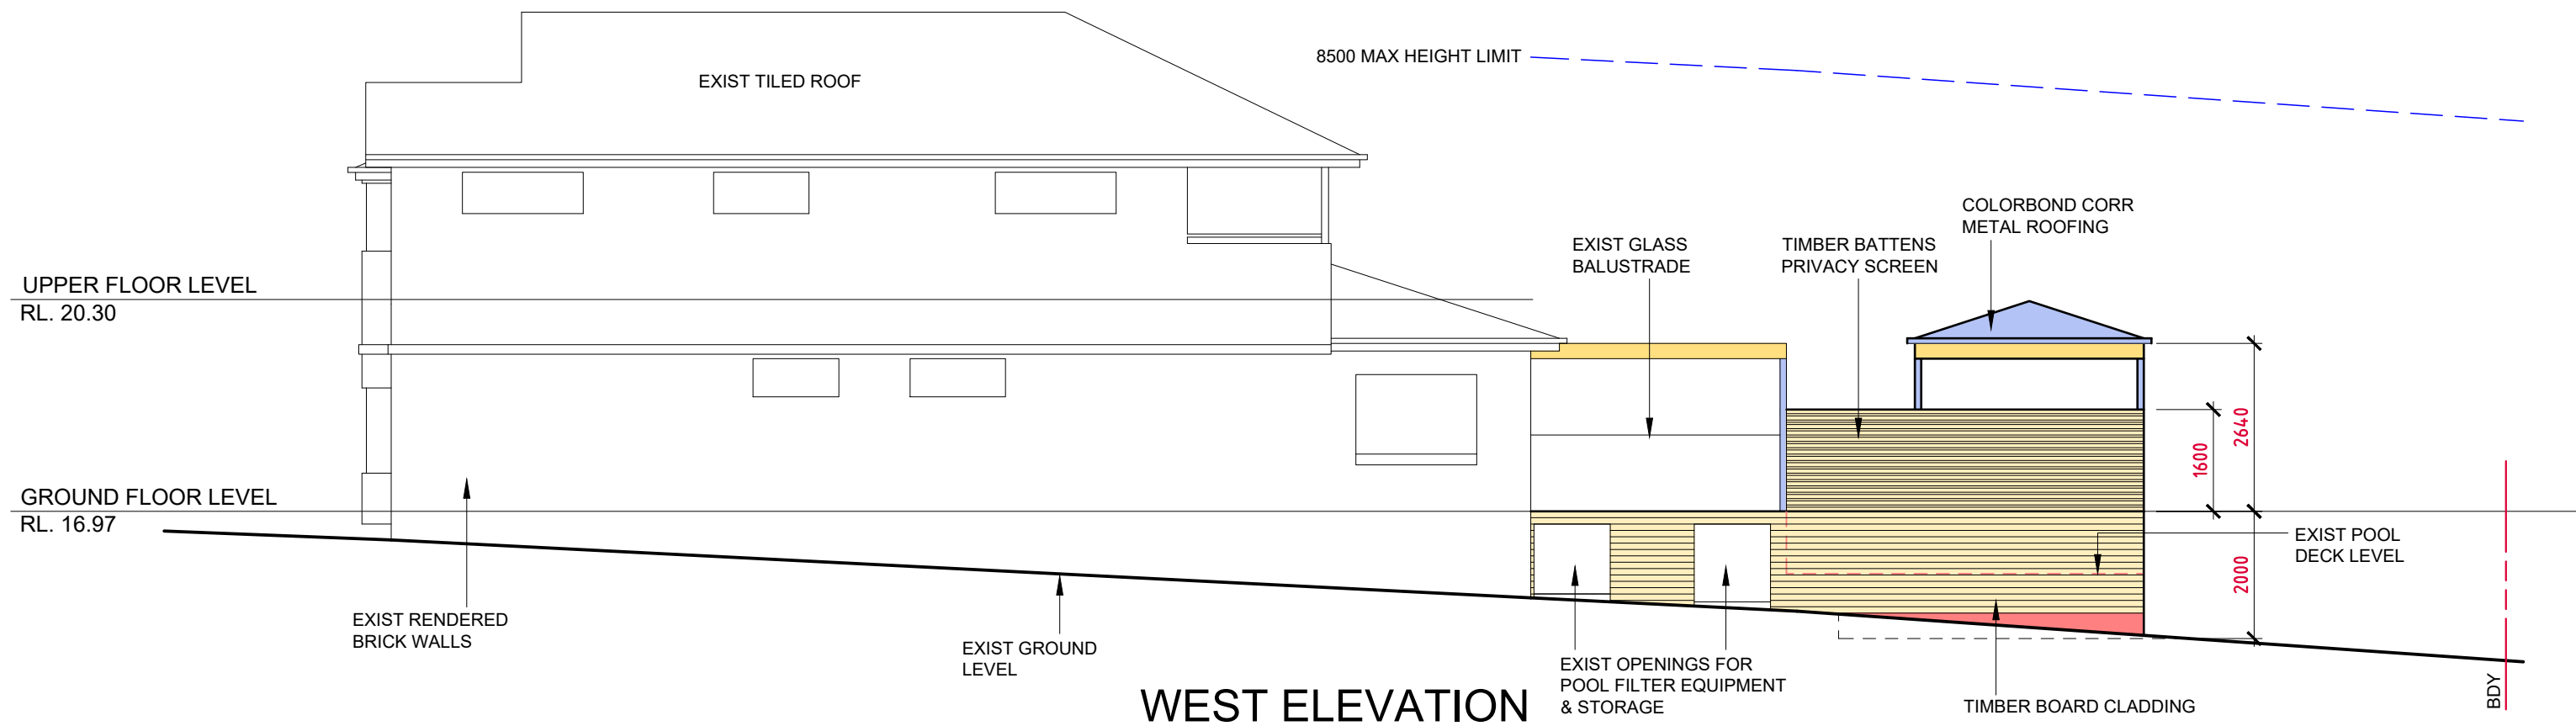 EXIST TILED ROOF
8500 MAX HEIGHT LIMIT
COLORBOND CORR
METAL ROOFING
EXIST GLASS
BALUSTRADE
TIMBER BATTENS
PRIVACY SCREEN
UPPER FLOOR LEVEL
RL. 20.30
2640
1600
GROUND FLOOR LEVEL
RL. 16.97
EXIST POOL
DECK LEVEL
2000
EXIST RENDERED
BRICK WALLS
EXIST GROUND
LEVEL
EXIST OPENINGS FOR
POOL FILTER EQUIPMENT
& STORAGE
TIMBER BOARD CLADDING
BDY
WEST ELEVATION